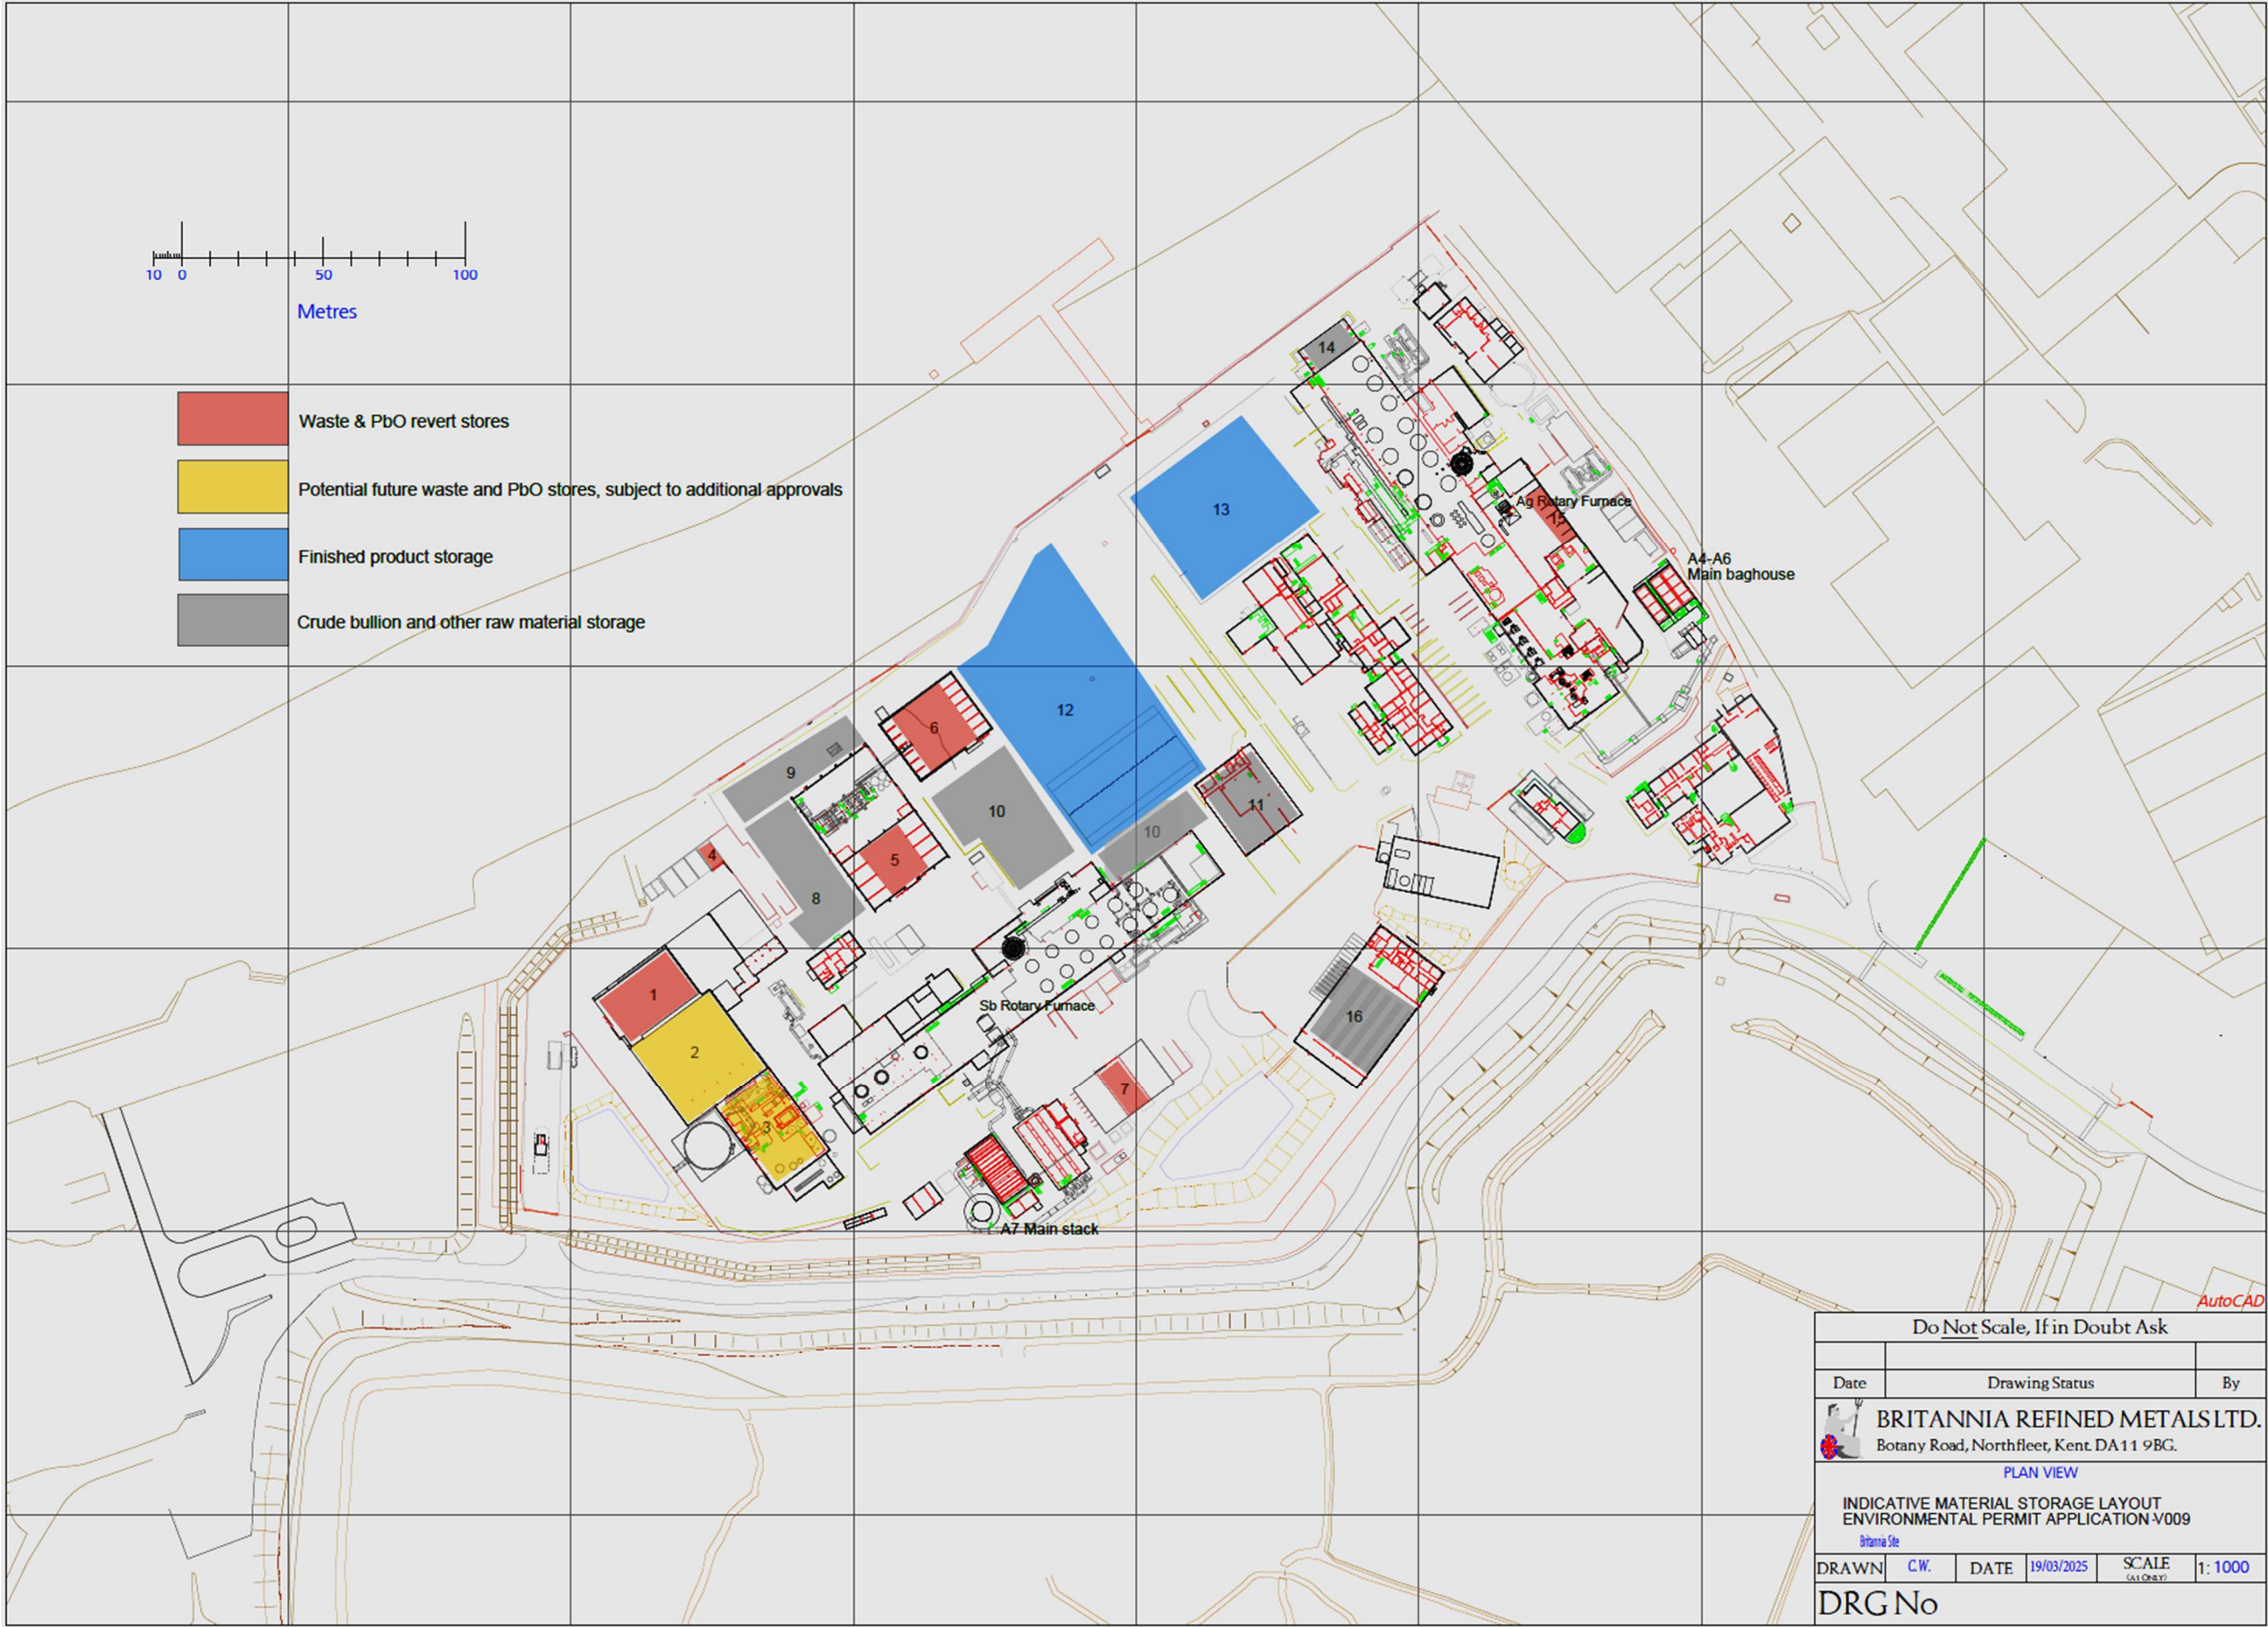 10 0 50 100
Metres
Waste & PbO revert stores
Potential future waste and PbO stores, subject to additional approvals
Finished product storage
Crude bullion and other raw material storage
14
13
Ag Rotary Furnace
15
A4-A6
Main baghouse
12
6
9
10
11
10
5
4
8
1
Sb Rotary Furnace
16
2
7
3
A7 Main stack
AutoCAD
Do Not Scale, If in Doubt Ask
Date Drawing Status By
BRITANNIA REFINED METALS LTD.
Botany Road, Northfleet, Kent. DA11 9BG.
PLAN VIEW
INDICATIVE MATERIAL STORAGE LAYOUT
ENVIRONMENTAL PERMIT APPLICATION-V009
Britannia Site
DRAWN C.W. DATE 19/03/2025 SCALE 1: 1000
(A1 ONLY)
DRG No